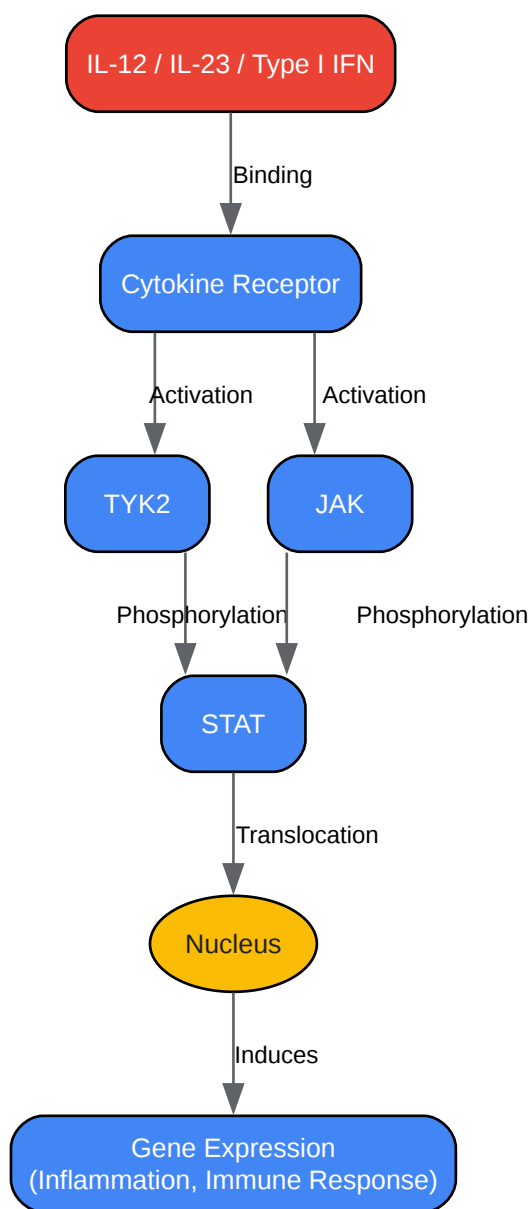 IL-12 / IL-23 / Type I IFN
Binding
Cytokine Receptor
Activation
Activation
TYK2
JAK
Phosphorylation
Phosphorylation
STAT
Translocation
Nucleus
Induces
Gene Expression
(Inflammation, Immune Response)